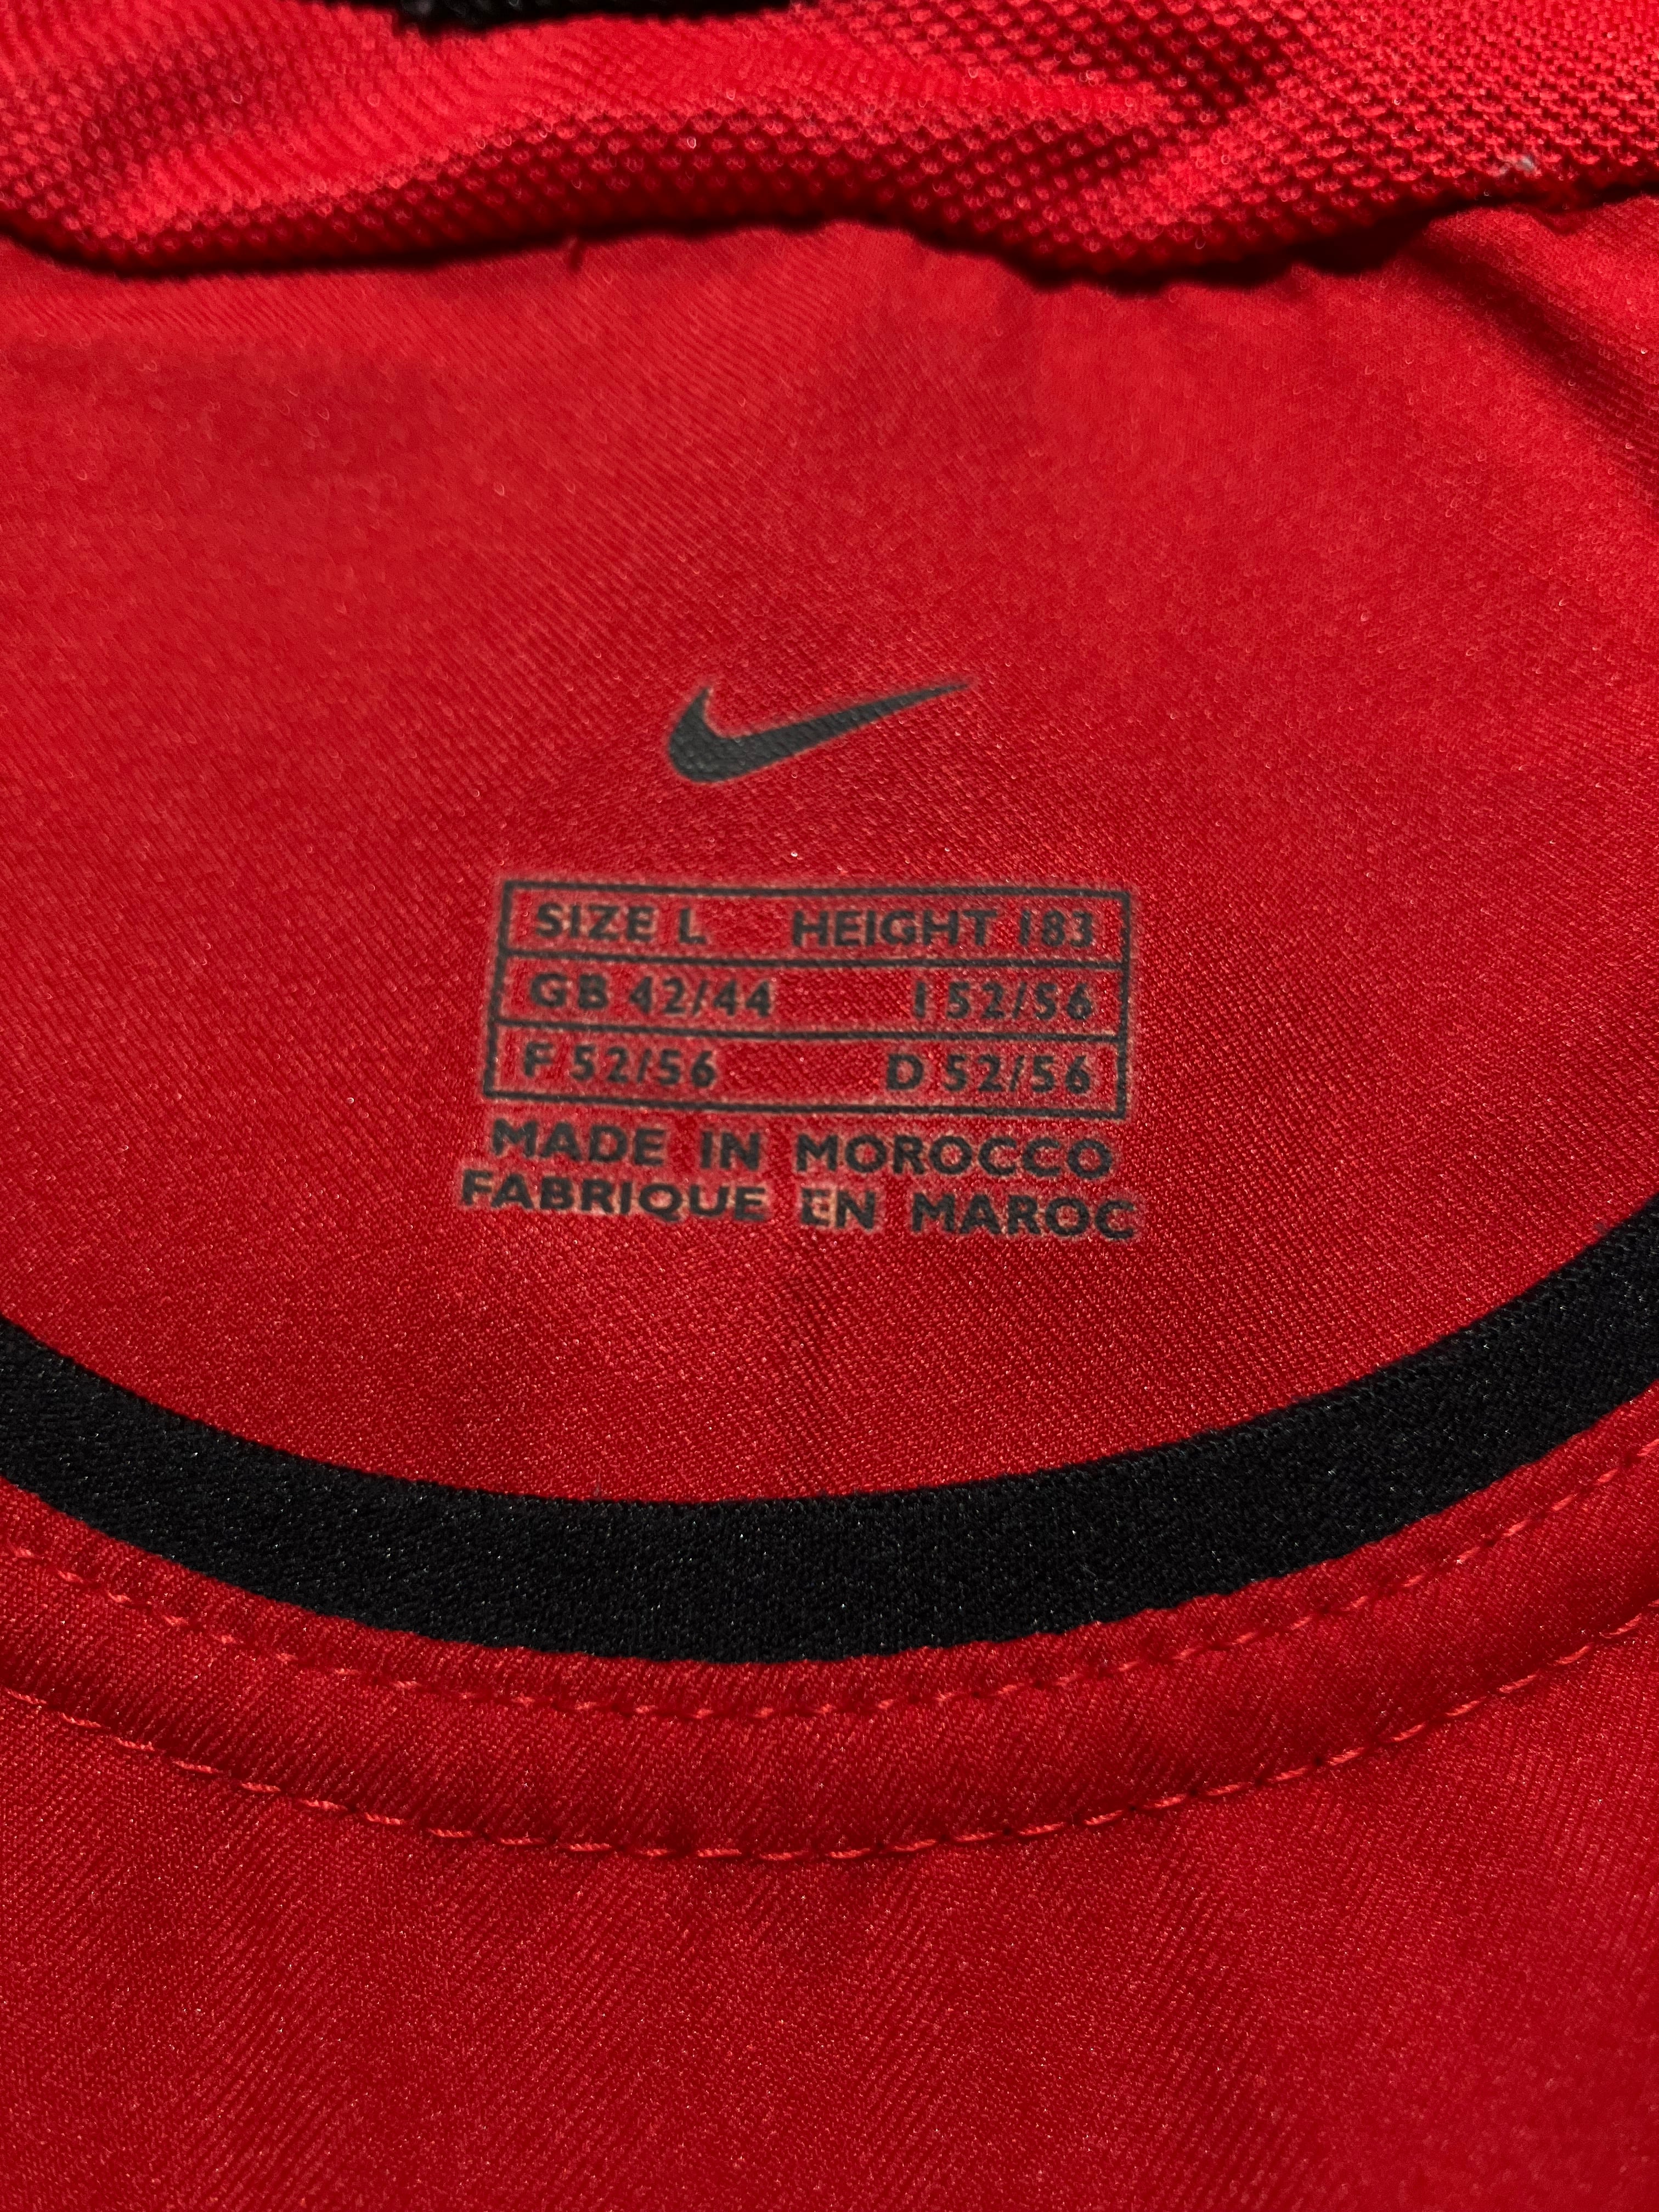 SIZE L HEIGHT 183
GB 42/44 I 52/56
F 52/56 D 52/56
MADE IN MOROCCO
FABRIQUE EN MAROC